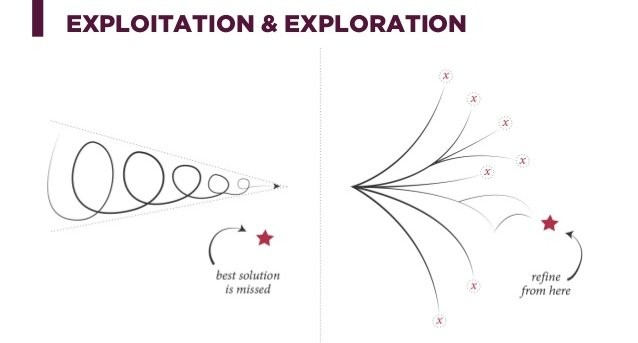 EXPLOITATION & EXPLORATION
best solution
is missed
x
x
x
x
x
x
x
refine
from here